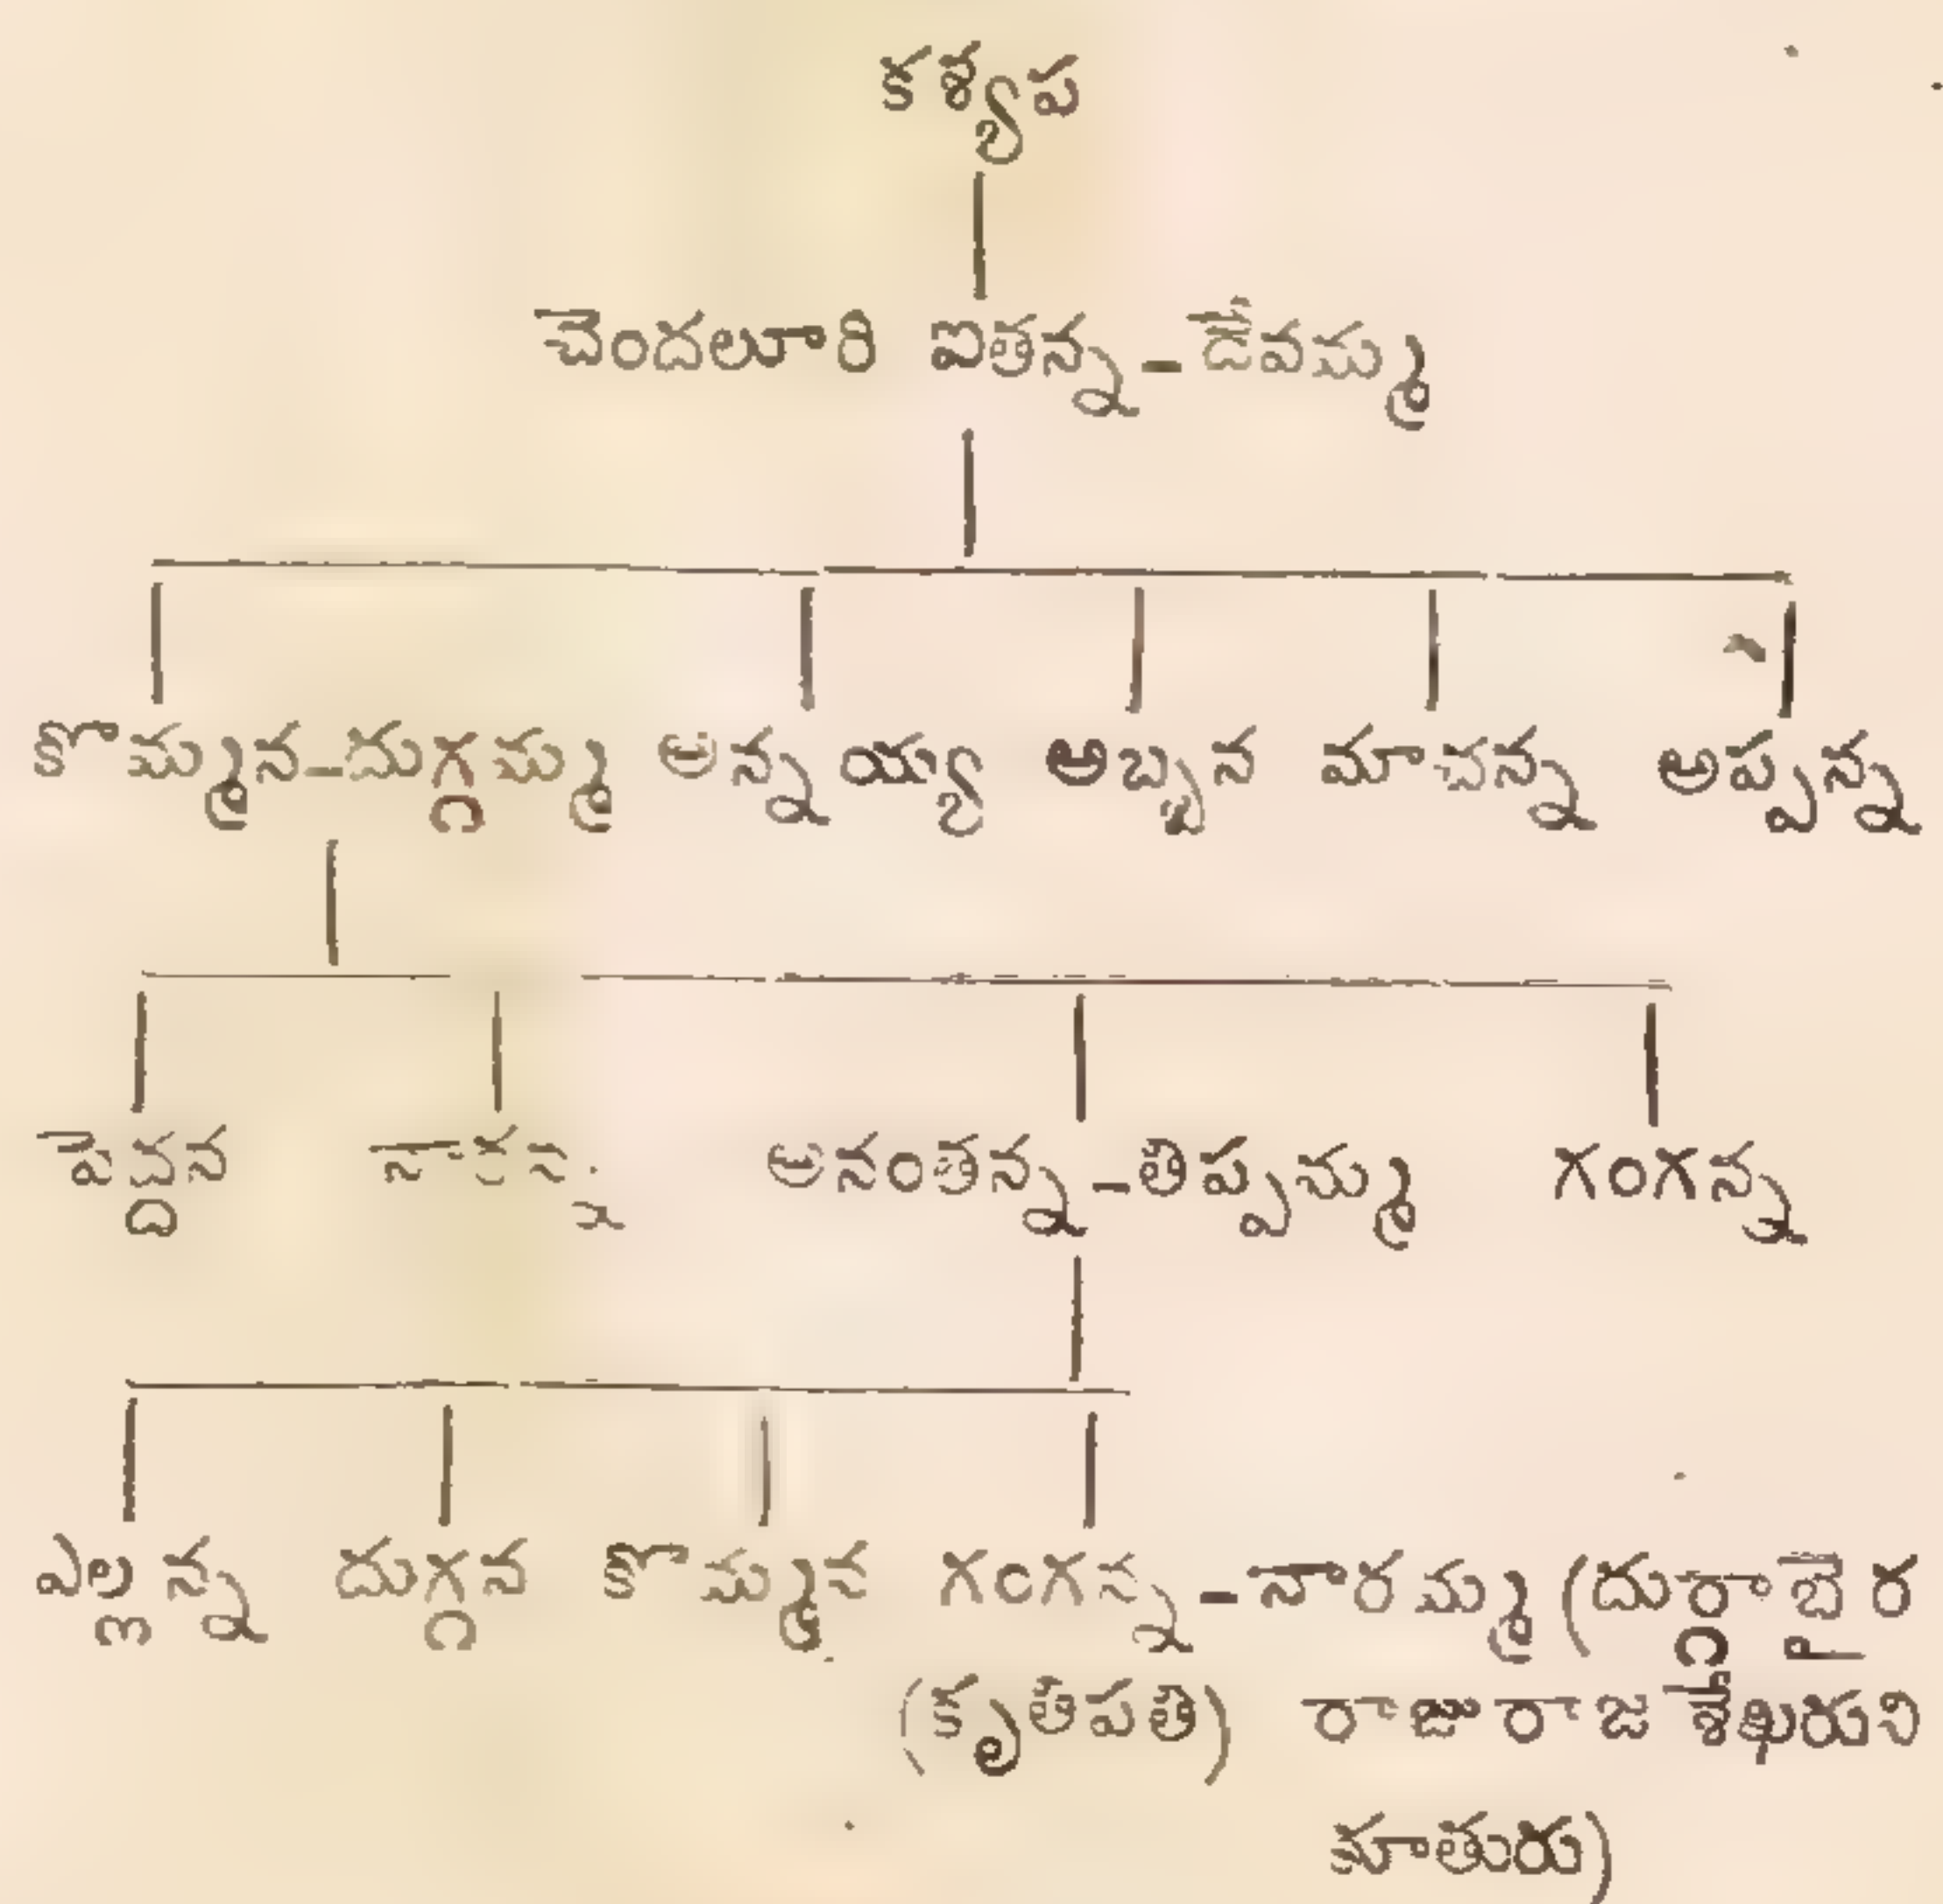 కశ్యప
చెందలూరి ఐతన్న-దేవమ్మ
కొమ్మన-దుగ్గమ్మ అన్నయ్య అబ్బన మాచన్న అప్పన్న
పెద్దన నారన్న అనంతన్న-తిప్పమ్మ గంగన్న
ఎల్లన్న దుగ్గన కొమ్మన గంగన్న-నారమ్మ (దుర్గాభైర
(కృతిపతి) రాజురాజశేఖరుని
కూతురు)